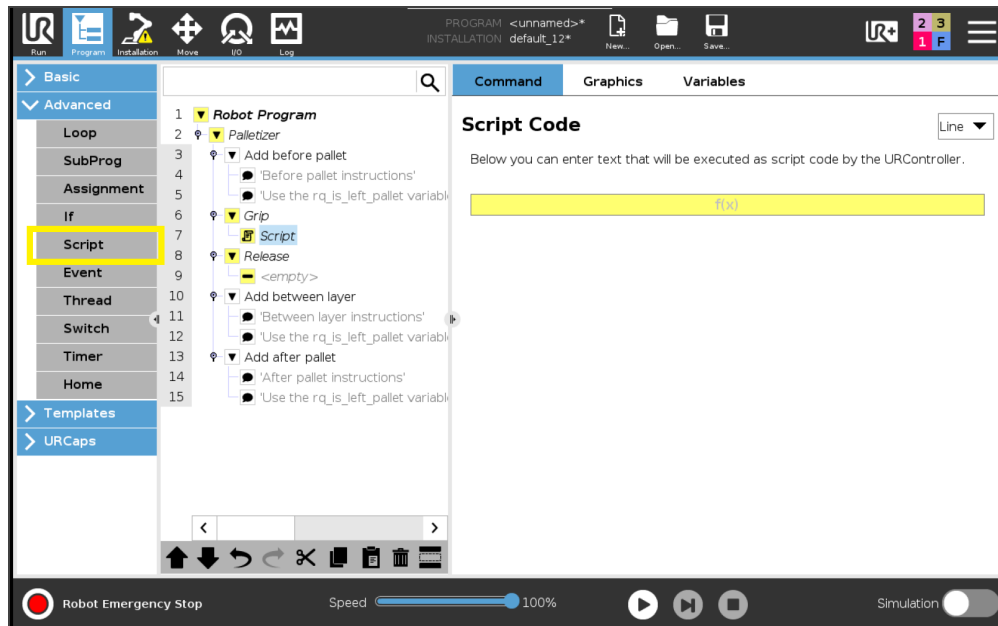 PROGRAM <unnamed>*
INSTALLATION default_12*
Run
Program
Installation
Move
I/O
Log
New...
Open...
Save...
UR
UR+
2 3
1 F
Basic
Advanced
Loop
SubProg
Assignment
If
Script
Event
Thread
Switch
Timer
Home
Templates
URCaps
1 Robot Program
2 Palletizer
3 Add before pallet
4 'Before pallet instructions'
5 'Use the rq_is_left_pallet variabl
6 Grip
7 Script
8 Release
9 <empty>
10 Add between layer
11 'Between layer instructions'
12 'Use the rq_is_left_pallet variabl
13 Add after pallet
14 'After pallet instructions'
15 'Use the rq_is_left_pallet variabl
Command
Graphics
Variables
Script Code
Line
Below you can enter text that will be executed as script code by the URController.
f(x)
Robot Emergency Stop
Speed
100%
Simulation